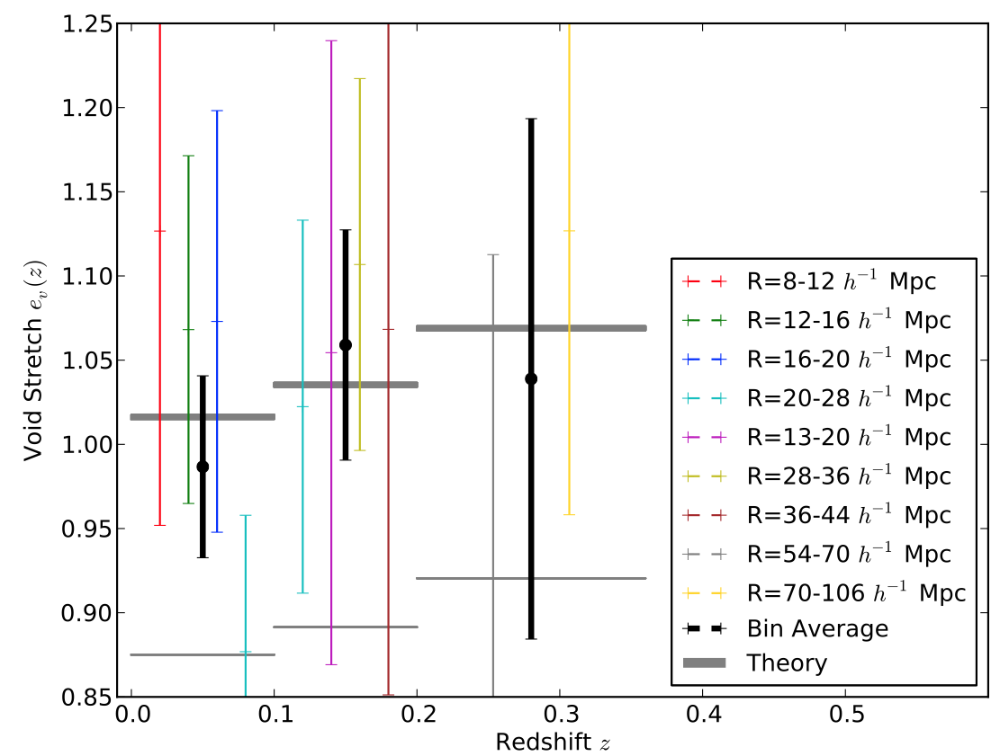 1.25
1.20
1.15
1.10
1.05
1.00
0.95
0.90
0.85
Void Stretch e_v(z)
0.0 0.1 0.2 0.3 0.4 0.5
Redshift z
R=8-12 h⁻¹ Mpc
R=12-16 h⁻¹ Mpc
R=16-20 h⁻¹ Mpc
R=20-28 h⁻¹ Mpc
R=13-20 h⁻¹ Mpc
R=28-36 h⁻¹ Mpc
R=36-44 h⁻¹ Mpc
R=54-70 h⁻¹ Mpc
R=70-106 h⁻¹ Mpc
Bin Average
Theory